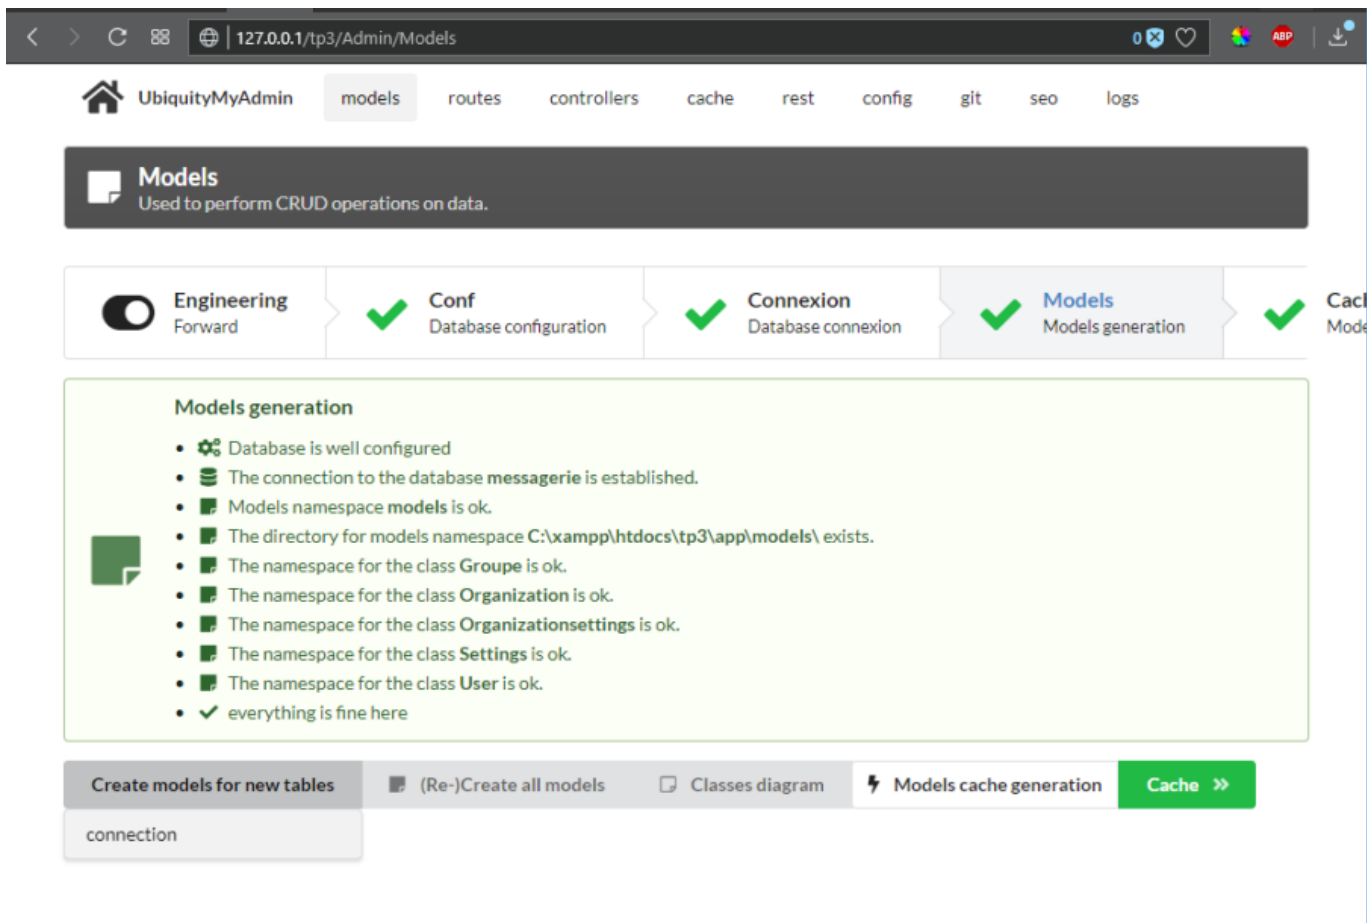 127.0.0.1/tp3/Admin/Models 0 ABP
UbiquityMyAdmin models routes controllers cache rest config git seo logs
Models
Used to perform CRUD operations on data.
Engineering Conf Connexion Models Cacl
Forward Database configuration Database connexion Models generation Mode
Models generation
Database is well configured
The connection to the database messagerie is established.
Models namespace models is ok.
The directory for models namespace C:\xampp\htdocs\tp3\app\models\ exists.
The namespace for the class Groupe is ok.
The namespace for the class Organization is ok.
The namespace for the class Organizationsettings is ok.
The namespace for the class Settings is ok.
The namespace for the class User is ok.
everything is fine here
Create models for new tables (Re-)Create all models Classes diagram Models cache generation Cache »
connection